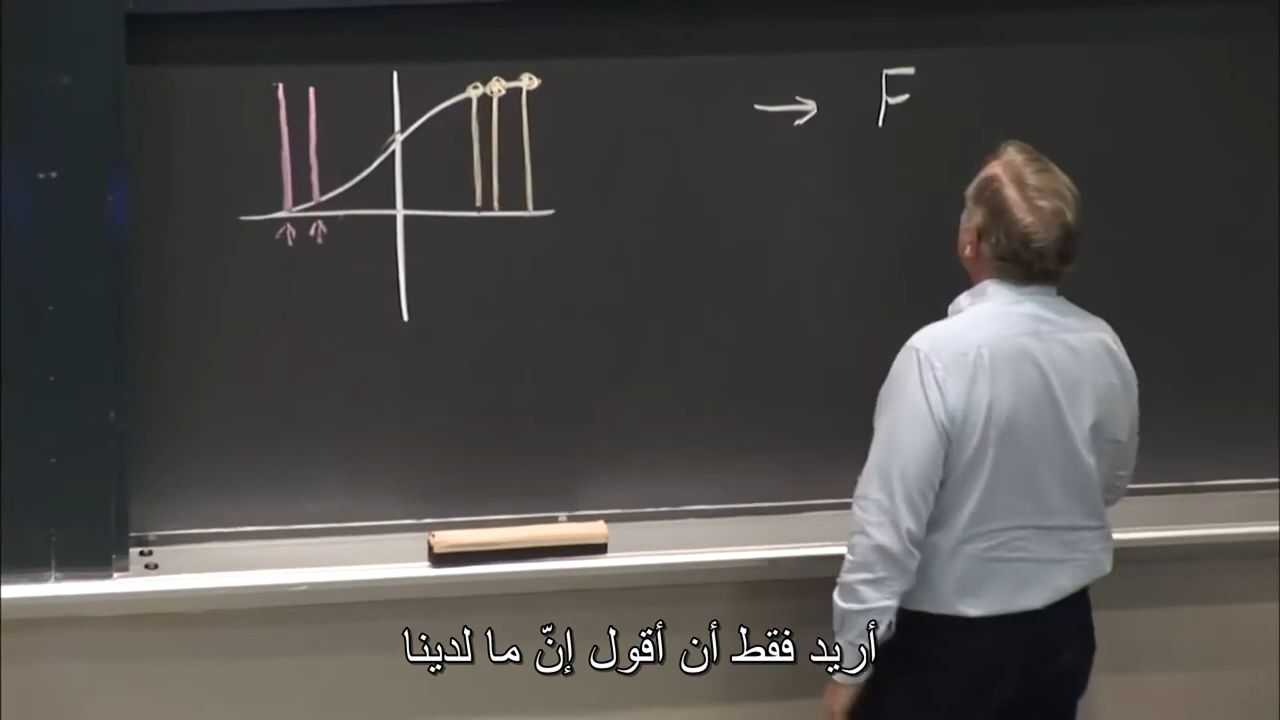 → F
أريد فقط أن أقول إنّ ما لدينا